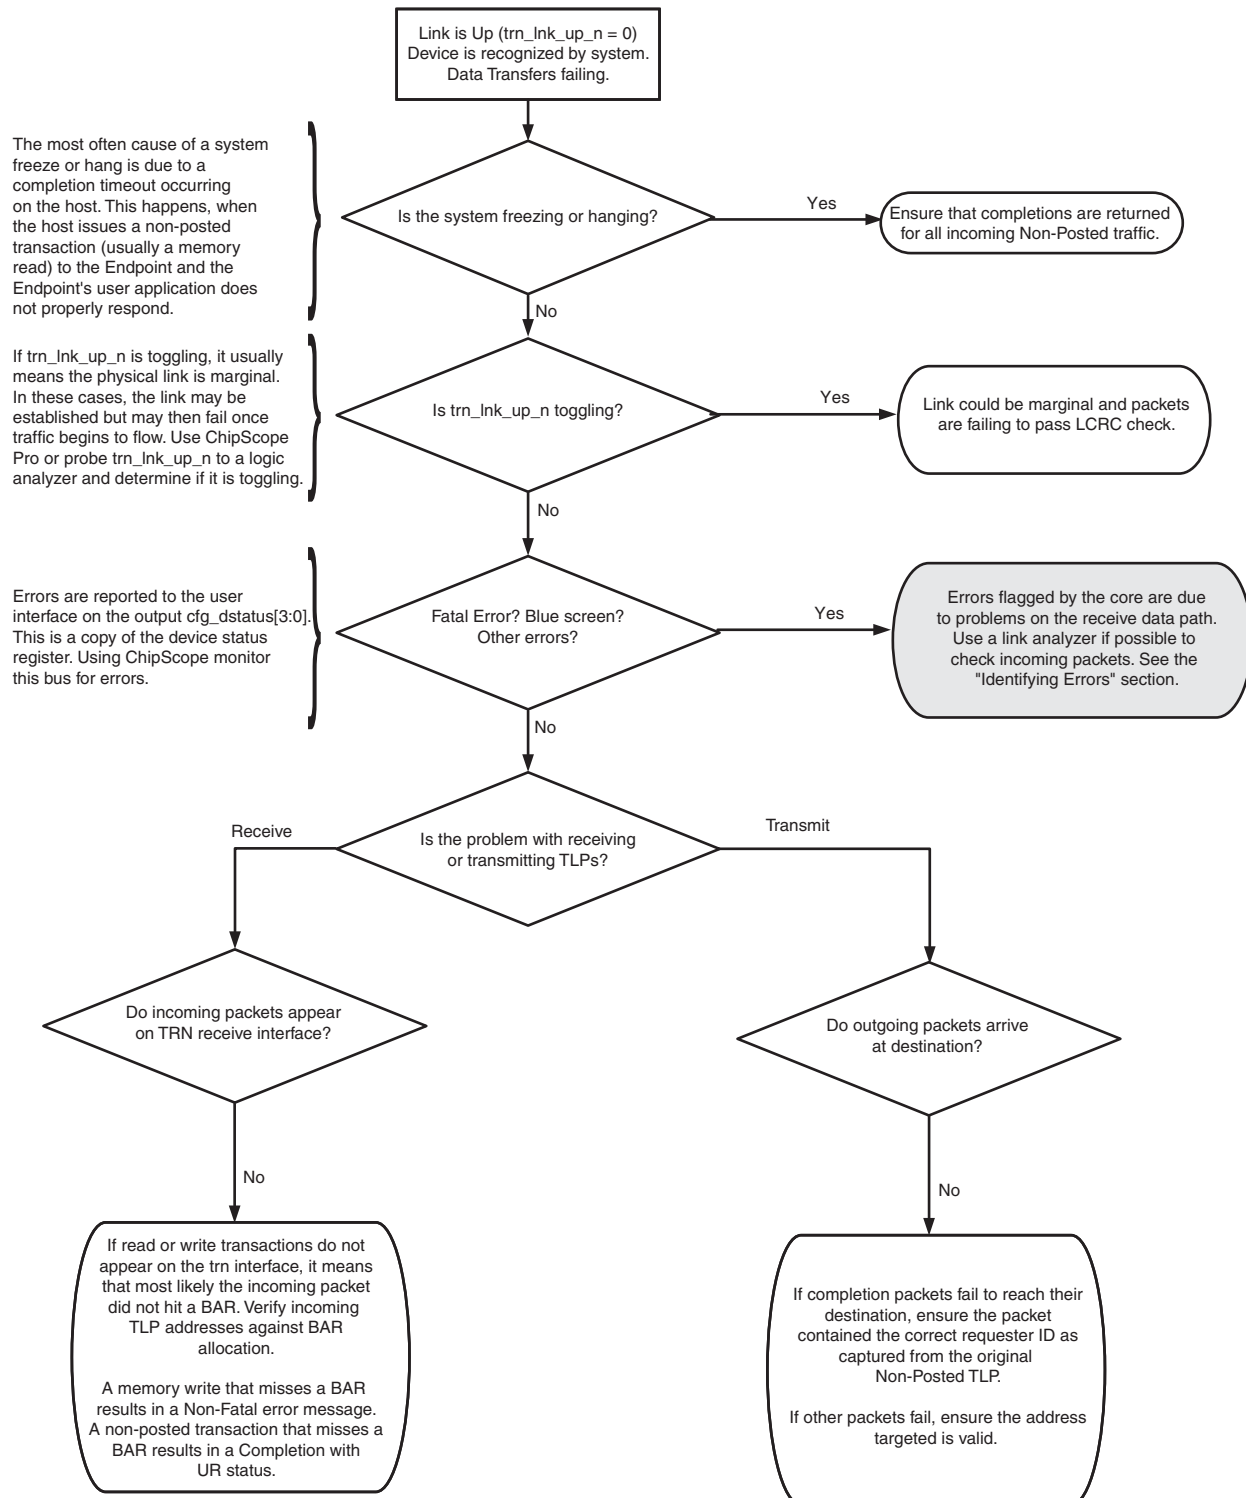 Link is Up (trn_lnk_up_n = 0)
Device is recognized by system.
Data Transfers failing.
The most often cause of a system
freeze or hang is due to a
completion timeout occurring
on the host. This happens, when
the host issues a non-posted
transaction (usually a memory
read) to the Endpoint and the
Endpoint's user application does
not properly respond.
Is the system freezing or hanging?
Yes
Ensure that completions are returned
for all incoming Non-Posted traffic.
No
If trn_lnk_up_n is toggling, it usually
means the physical link is marginal.
In these cases, the link may be
established but may then fail once
traffic begins to flow. Use ChipScope
Pro or probe trn_lnk_up_n to a logic
analyzer and determine if it is toggling.
Is trn_lnk_up_n toggling?
Yes
Link could be marginal and packets
are failing to pass LCRC check.
No
Errors are reported to the user
interface on the output cfg_dstatus[3:0].
This is a copy of the device status
register. Using ChipScope monitor
this bus for errors.
Fatal Error? Blue screen?
Other errors?
Yes
Errors flagged by the core are due
to problems on the receive data path.
Use a link analyzer if possible to
check incoming packets. See the
"Identifying Errors" section.
No
Is the problem with receiving
or transmitting TLPs?
Receive
Transmit
Do incoming packets appear
on TRN receive interface?
Do outgoing packets arrive
at destination?
No
No
If read or write transactions do not
appear on the trn interface, it means
that most likely the incoming packet
did not hit a BAR. Verify incoming
TLP addresses against BAR
allocation.
A memory write that misses a BAR
results in a Non-Fatal error message.
A non-posted transaction that misses a
BAR results in a Completion with
UR status.
If completion packets fail to reach their
destination, ensure the packet
contained the correct requester ID as
captured from the original
Non-Posted TLP.
If other packets fail, ensure the address
targeted is valid.